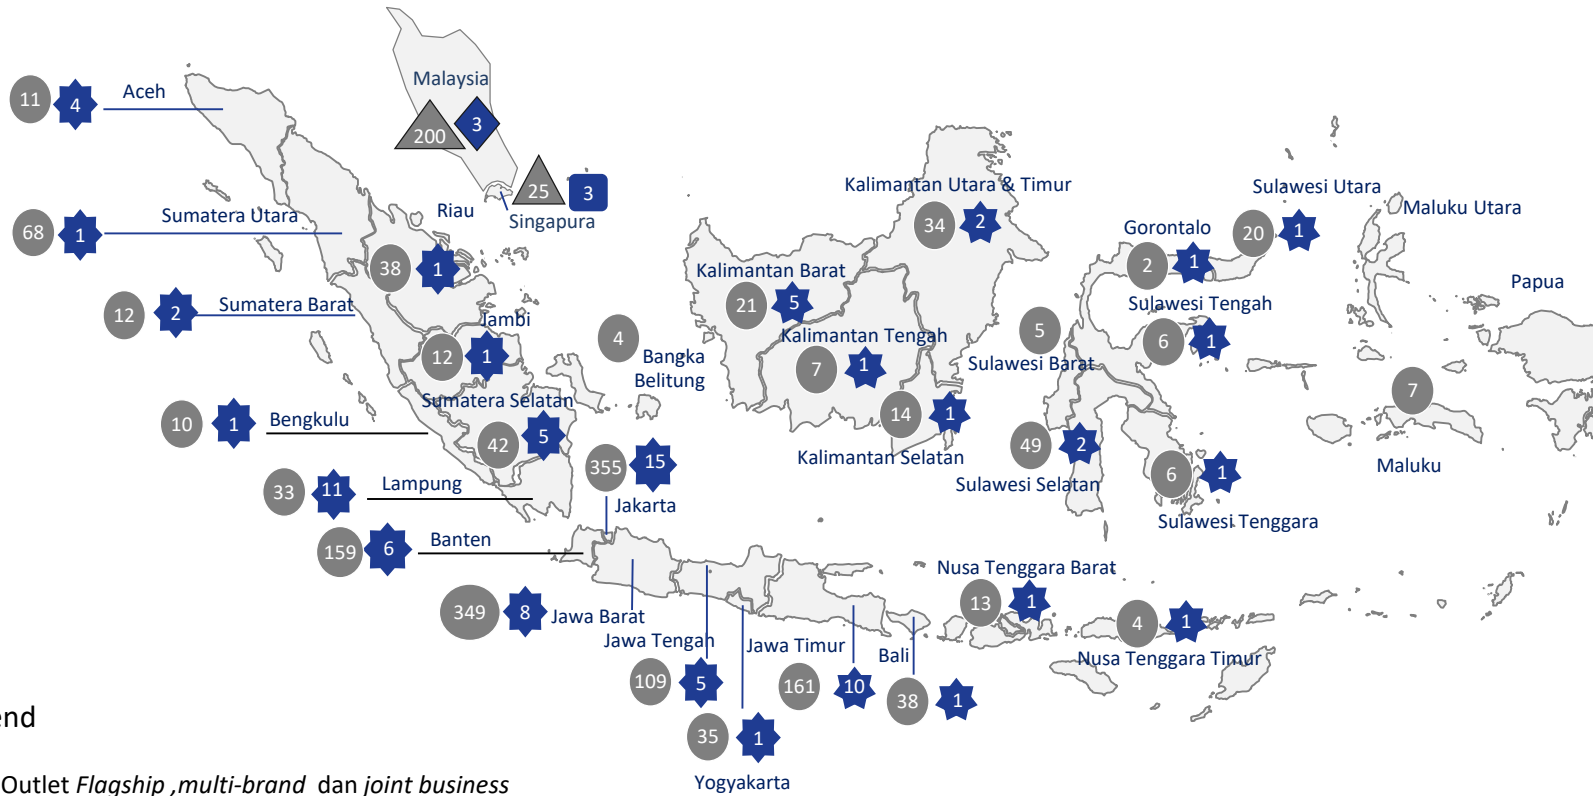 Malaysia
200
3
11
4
Aceh
25
3
Singapura
68
1
Sumatera Utara
Riau
38
1
12
2
Sumatera Barat
Jambi
12
1
4
Bangka
Belitung
10
1
Bengkulu
Sumatera Selatan
42
5
33
11
Lampung
355
15
Jakarta
159
6
Banten
349
8
Jawa Barat
Jawa Tengah
109
5
35
1
Yogyakarta
Jawa Timur
161
10
Bali
38
1
Kalimantan Utara & Timur
34
2
Kalimantan Barat
21
5
Kalimantan Tengah
7
1
14
1
Kalimantan Selatan
Sulawesi Utara
20
1
Gorontalo
2
1
Sulawesi Tengah
6
1
5
Sulawesi Barat
49
2
Sulawesi Selatan
6
1
Sulawesi Tenggara
Maluku Utara
Papua
7
Maluku
Nusa Tenggara Barat
13
1
4
1
Nusa Tenggara Timur
end
Outlet Flagship ,multi-brand dan joint business